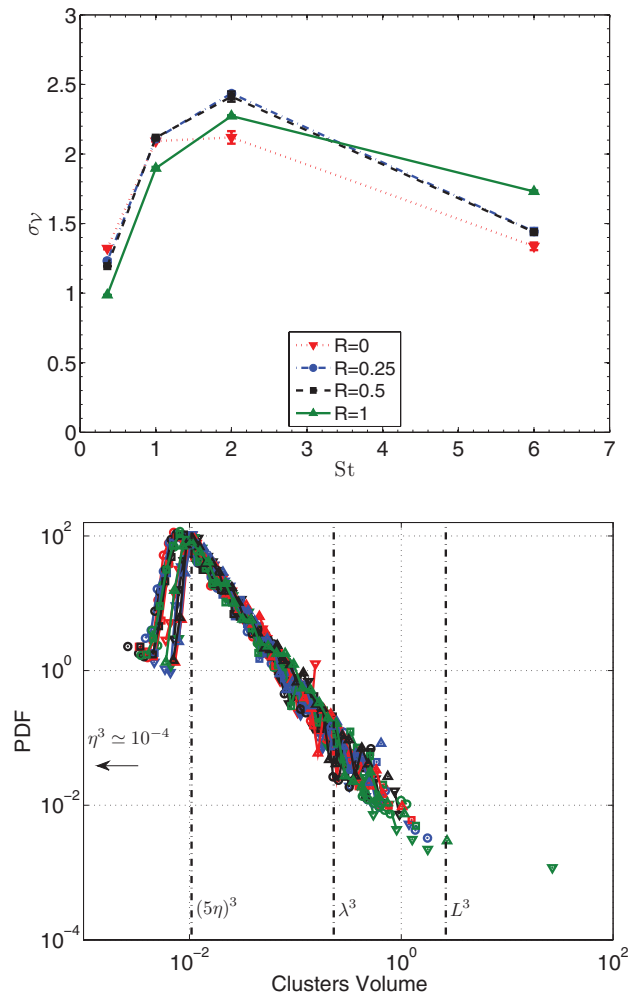 3
2.5
2
1.5
1
0.5
0
σ𝒱
0 1 2 3 4 5 6 7
St
R=0
R=0.25
R=0.5
R=1
10²
10⁰
10⁻²
10⁻⁴
PDF
η³ ≃ 10⁻⁴
(5η)³
λ³
L³
10⁻² 10⁰ 10²
Clusters Volume